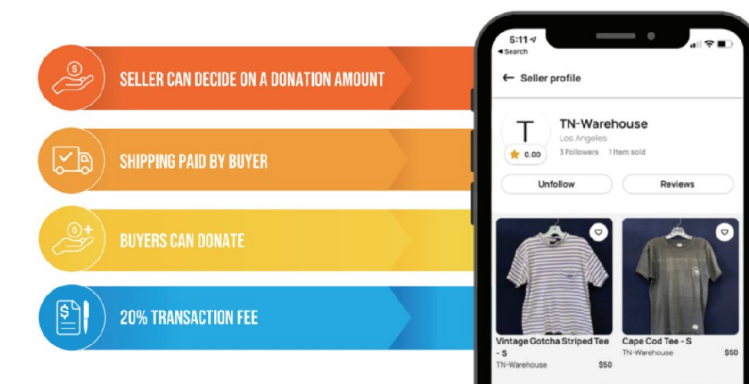 SELLER CAN DECIDE ON A DONATION AMOUNT
SHIPPING PAID BY BUYER
BUYERS CAN DONATE
20% TRANSACTION FEE
5:11
Search
Seller profile
T
TN-Warehouse
Los Angeles
0.00
3 Followers 1 Item sold
Unfollow
Reviews
Vintage Gotcha Striped Tee
- S
TN-Warehouse
$50
Cape Cod Tee - S
TN-Warehouse
$50